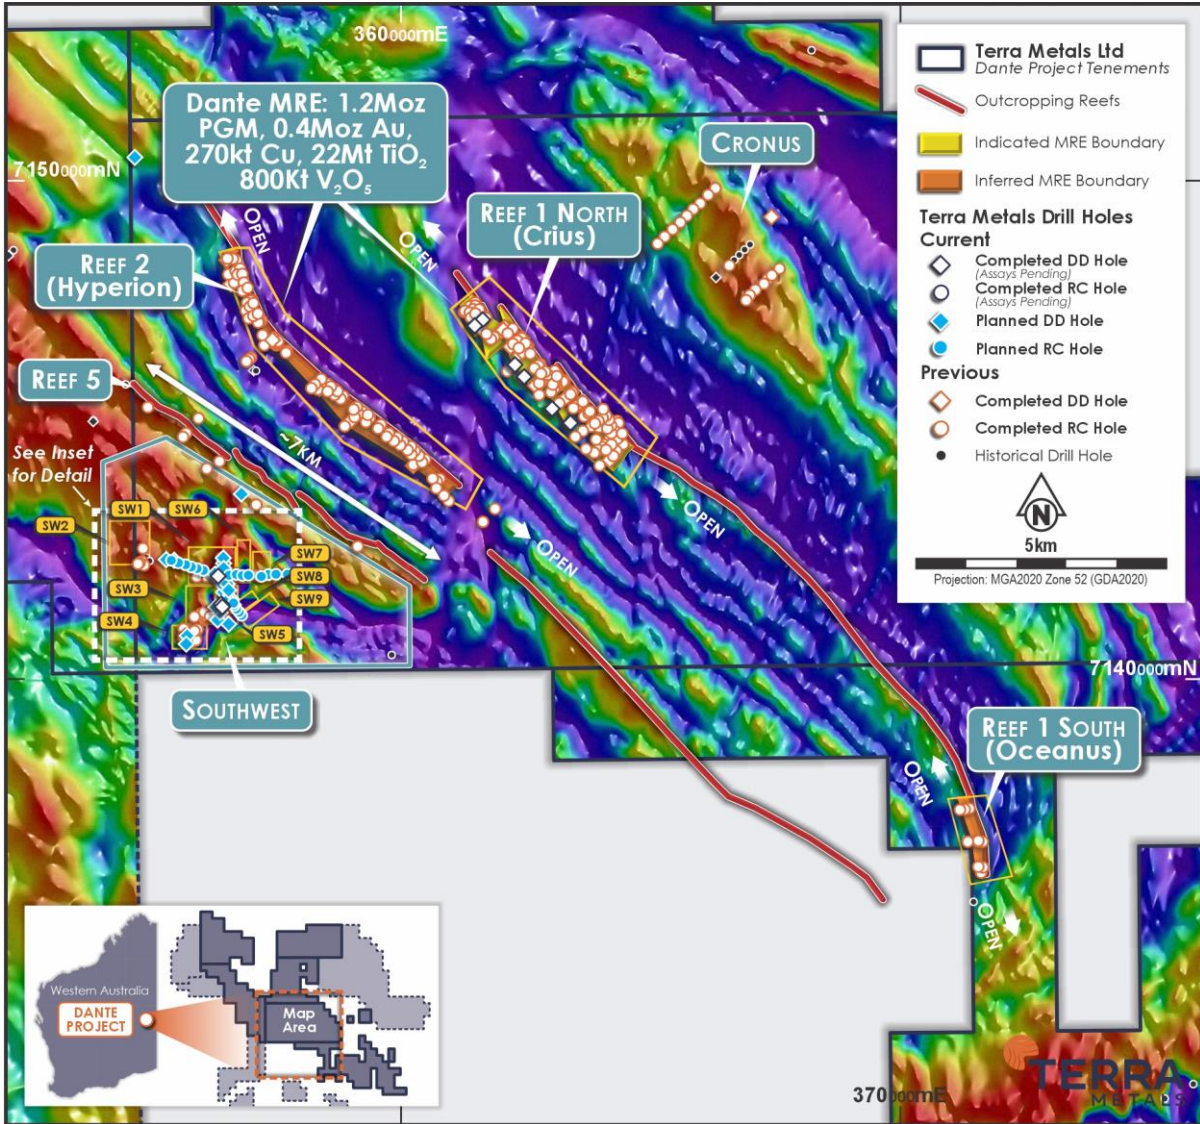 360000mE
7150000mN
Dante MRE: 1.2Moz
PGM, 0.4Moz Au,
270kt Cu, 22Mt TiO₂
800Kt V₂O₅
CRONUS
REEF 1 NORTH
(Crius)
OPEN
OPEN
REEF 2
(Hyperion)
REEF 5
~7KM
See Inset
for Detail
SW1
SW6
SW2
SW7
SW8
SW3
SW9
SW4
SW5
OPEN
OPEN
SOUTHWEST
7140000mN
REEF 1 SOUTH
(Oceanus)
OPEN
OPEN
370000mE
Terra Metals Ltd
Dante Project Tenements
Outcropping Reefs
Indicated MRE Boundary
Inferred MRE Boundary
Terra Metals Drill Holes
Current
Completed DD Hole
(Assays Pending)
Completed RC Hole
(Assays Pending)
Planned DD Hole
Planned RC Hole
Previous
Completed DD Hole
Completed RC Hole
Historical Drill Hole
N
5km
Projection: MGA2020 Zone 52 (GDA2020)
Western Australia
DANTE
PROJECT
Map
Area
TERRA
METALS